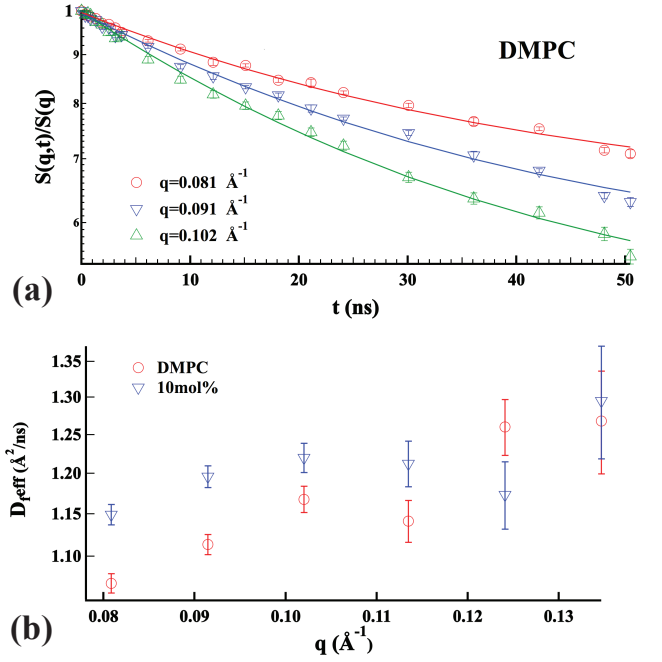 1
9
8
7
6
S(q,t)/S(q)
DMPC
q=0.081 Å⁻¹
q=0.091 Å⁻¹
q=0.102 Å⁻¹
0
10
20
30
40
50
t (ns)
(a)
1.35
1.30
1.25
1.20
1.15
1.10
D_f eff (Å²/ns)
DMPC
10mol%
0.08
0.09
0.10
0.11
0.12
0.13
q (Å⁻¹)
(b)